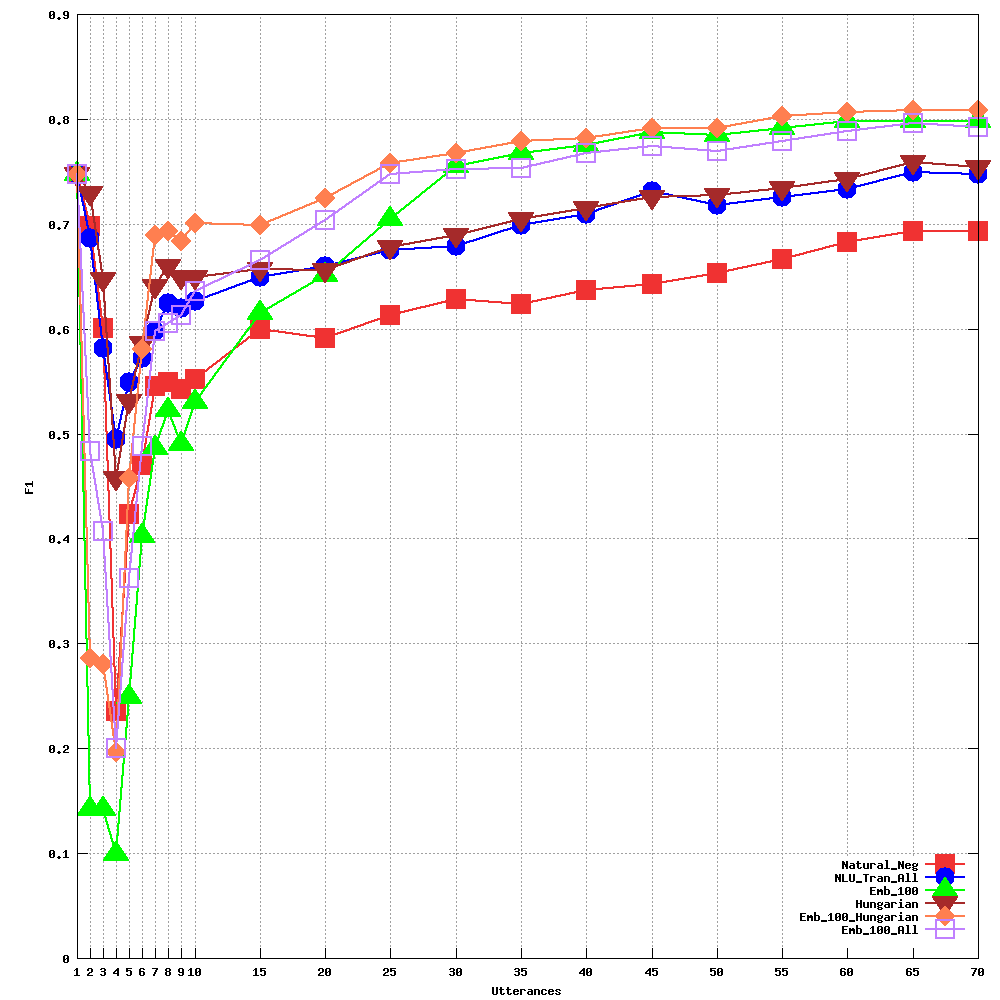 0.9
0.8
0.7
0.6
0.5
0.4
0.3
0.2
0.1
0
F1
1 2 3 4 5 6 7 8 9 10 15 20 25 30 35 40 45 50 55 60 65 70
Utterances
Natural_Neg
NLU_Tran_All
Emb_100
Hungarian
Emb_100_Hungarian
Emb_100_All